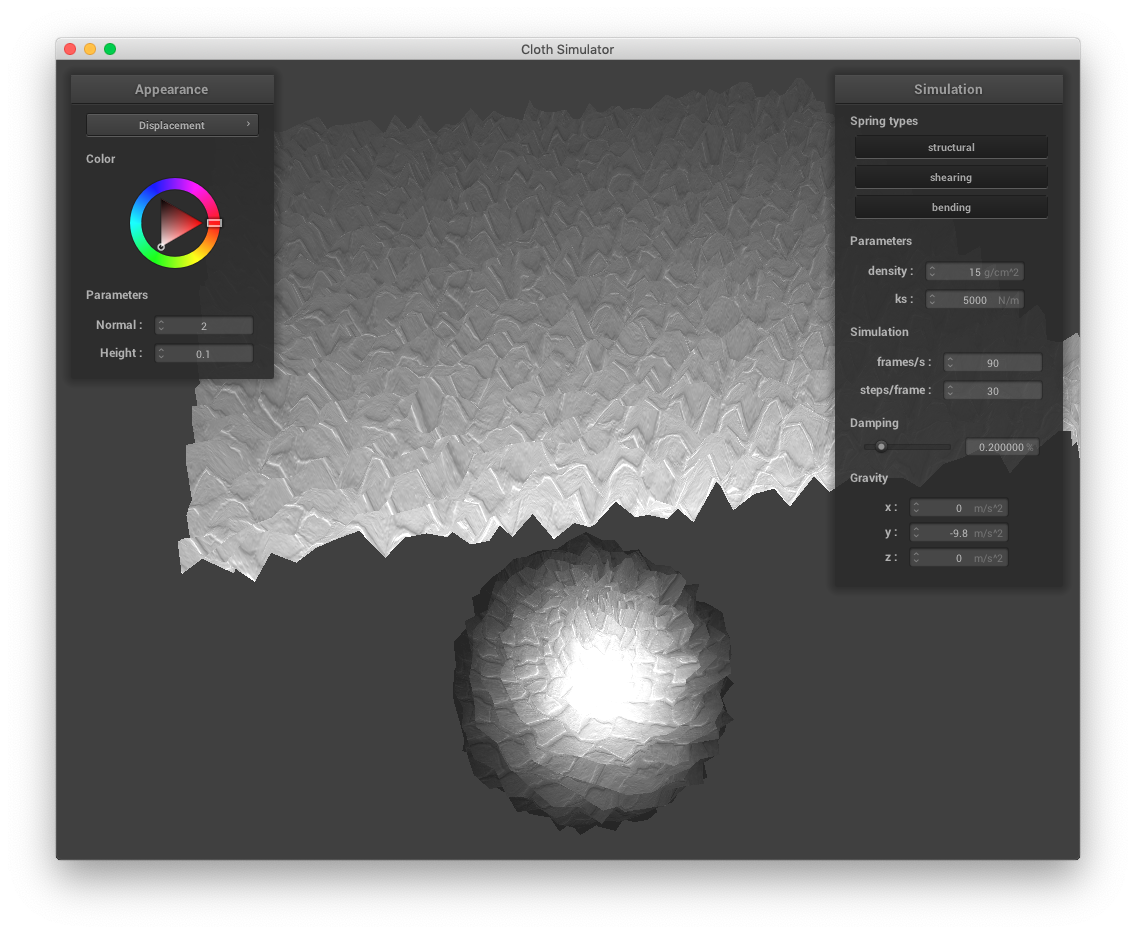 Cloth Simulator
Appearance
Displacement
Color
Parameters
Normal : 2
Height : 0.1
Simulation
Spring types
structural
shearing
bending
Parameters
density : 15 g/cm^2
ks : 5000 N/m
Simulation
frames/s : 90
steps/frame : 30
Damping
0.200000 %
Gravity
x : 0 m/s^2
y : -9.8 m/s^2
z : 0 m/s^2